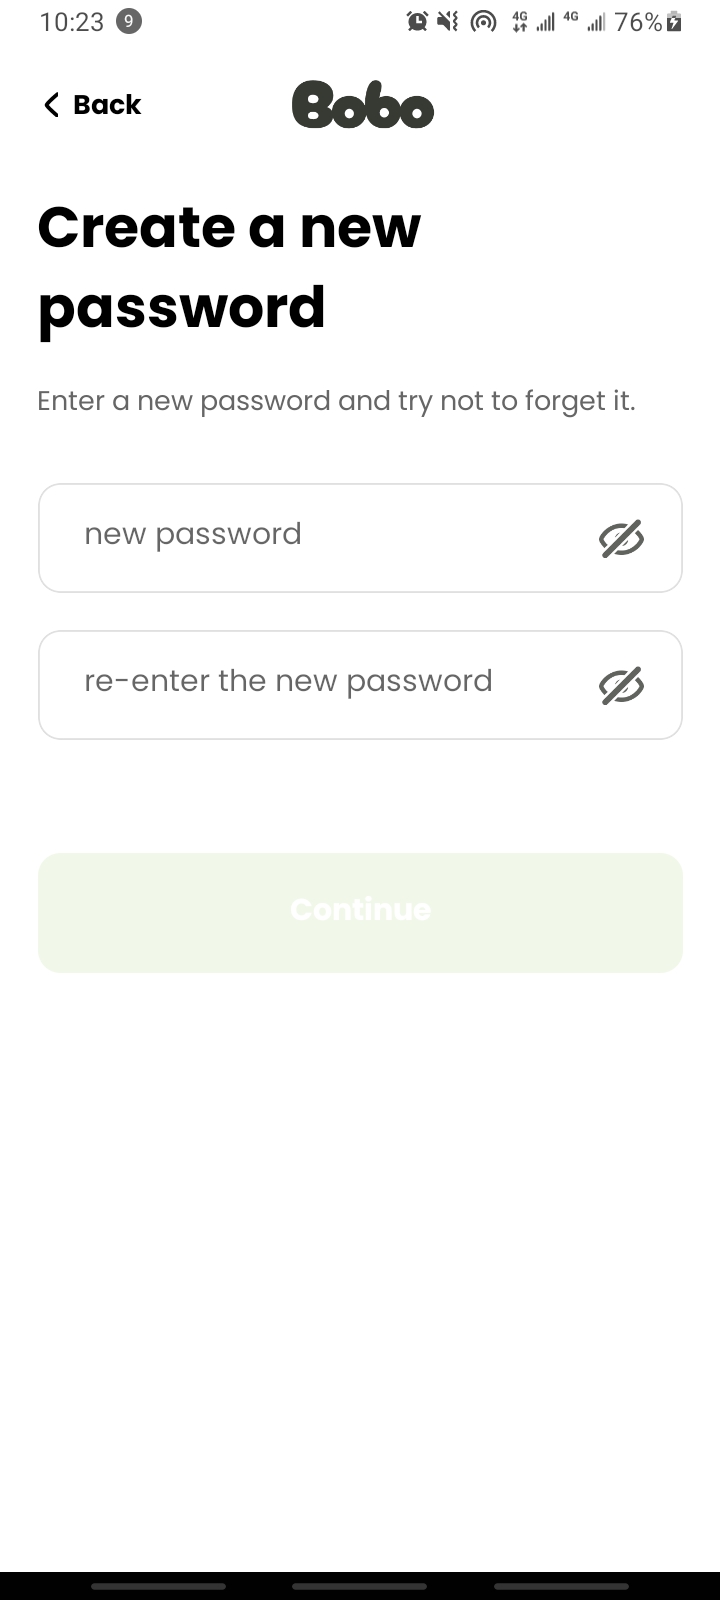 10:23 9 4G 4G 76%
Back Bobo
Create a new
password
Enter a new password and try not to forget it.
new password
re-enter the new password
Continue